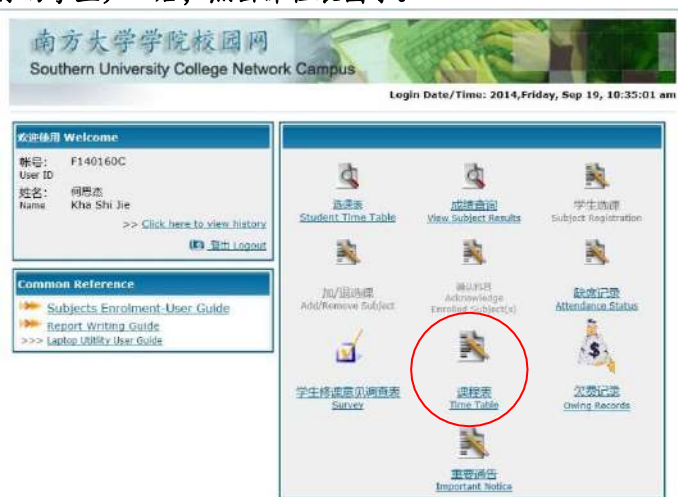 南方大学学院校园网
Southern University College Network Campus
Login Date/Time: 2014,Friday, Sep 19, 10:35:01 am
欢迎使用 Welcome
帐号: F140160C
User ID
姓名: 何思杰
Name Kha Shi Jie
>> Click here to view history
登出 Logout
Common Reference
Subjects Enrolment-User Guide
Report Writing Guide
>>> Laptop Utitlity User Guide
选课表
Student Time Table
成绩查询
View Subject Results
学生选课
Subject Registration
加/退选课
Add/Remove Subject
确认科目
Acknowledge
Enrolled Subject(s)
缺席记录
Attendance Status
学生修课意见调查表
Survey
课程表
Time Table
欠费记录
Owing Records
重要通告
Important Notice